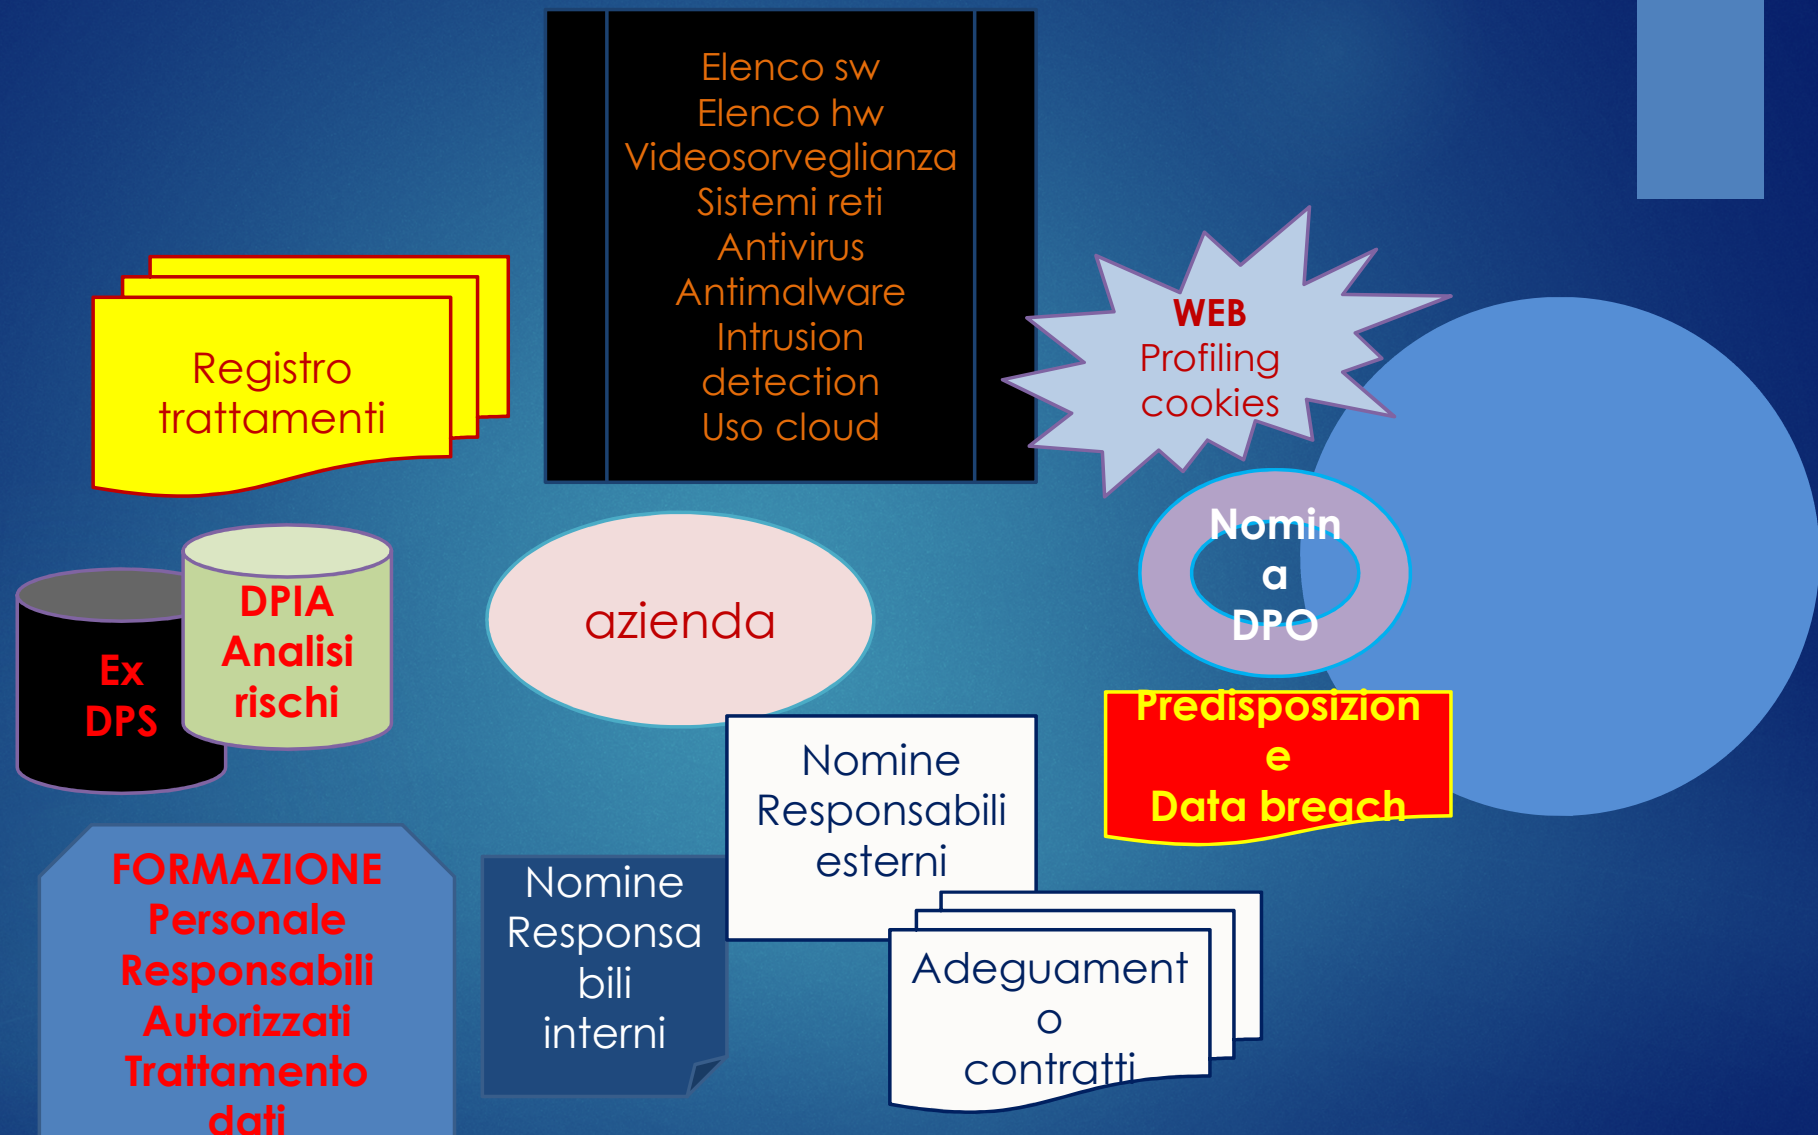 Elenco sw
Elenco hw
Videosorveglianza
Sistemi reti
Antivirus
Antimalware
Intrusion
detection
Uso cloud
WEB
Profiling
cookies
Registro
trattamenti
Nomin
a
DPO
DPIA
Analisi
rischi
Ex
DPS
azienda
Predisposizion
e
Data breach
Nomine
Responsabili
esterni
FORMAZIONE
Personale
Responsabili
Autorizzati
Trattamento
dati
Nomine
Responsa
bili
interni
Adeguament
o
contratti